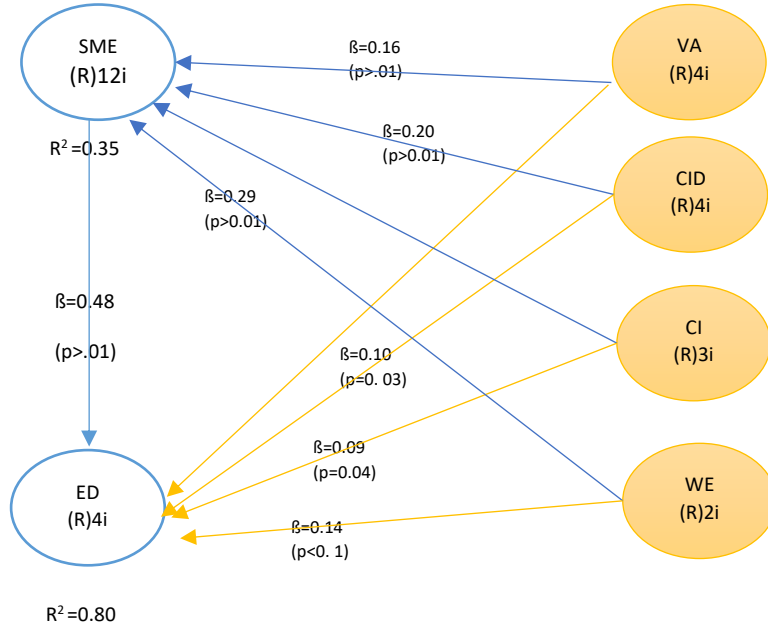 SME
(R)12i
R² =0.35
ß=0.16
(p>.01)
VA
(R)4i
ß=0.20
(p>0.01)
CID
(R)4i
ß=0.29
(p>0.01)
ß=0.48
(p>.01)
CI
(R)3i
ß=0.10
(p=0. 03)
ß=0.09
(p=0.04)
ED
(R)4i
WE
(R)2i
ß=0.14
(p<0. 1)
R² =0.80